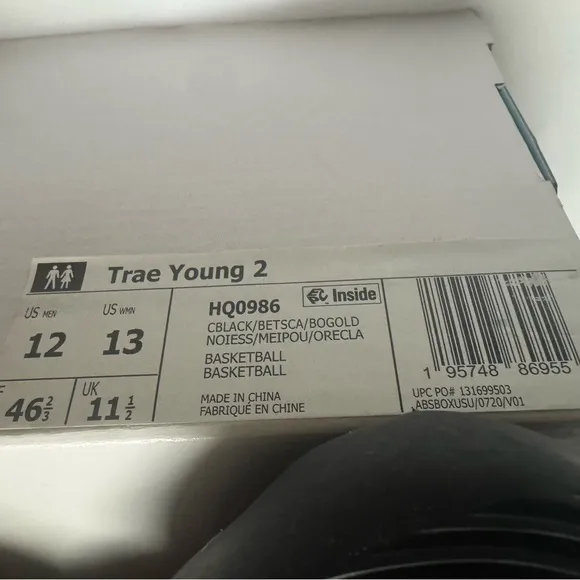 Trae Young 2
US MEN
12
US WMN
13
F
46 2/3
UK
11 1/2
HQ0986
Inside
CBLACK/BETSCA/BOGOLD
NOIESS/MEIPOU/ORECLA
BASKETBALL
BASKETBALL
MADE IN CHINA
FABRIQUÉ EN CHINE
1 95748 86955
UPC PO# 131699503
ABSBOXUSU/0720/V01